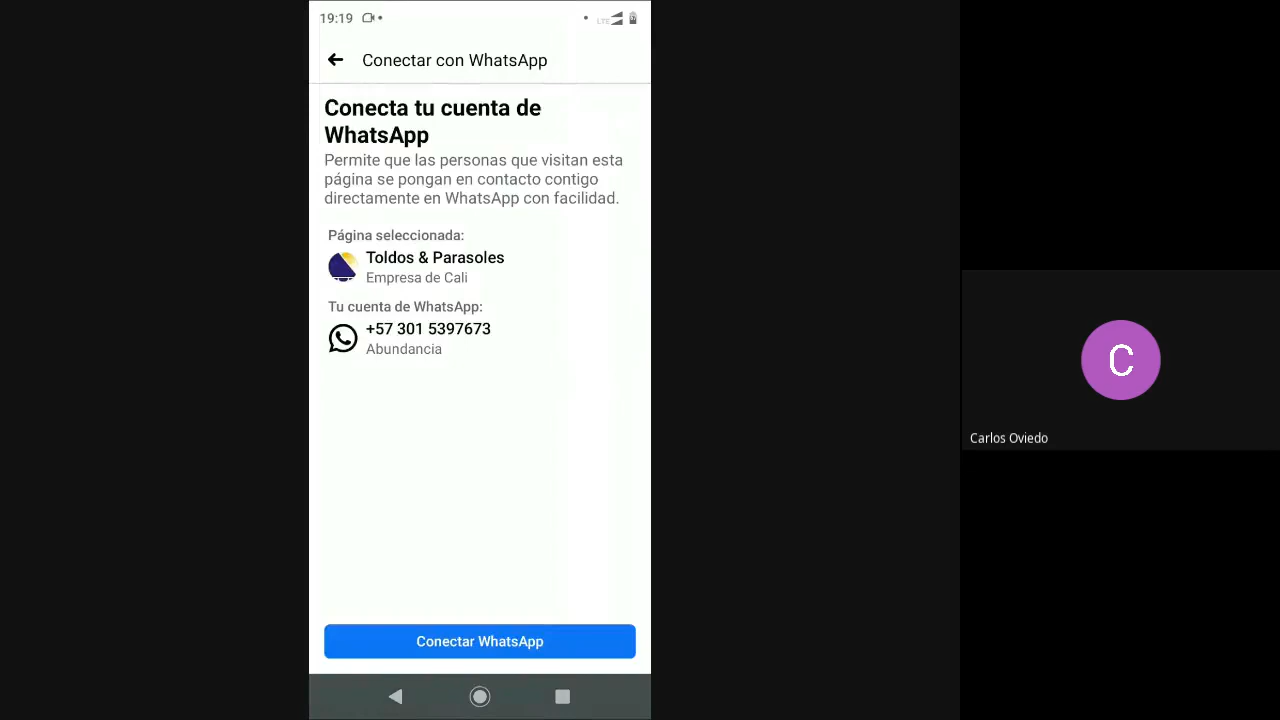 19:19
LTE
Conectar con WhatsApp
Conecta tu cuenta de
WhatsApp
Permite que las personas que visitan esta
página se pongan en contacto contigo
directamente en WhatsApp con facilidad.
Página seleccionada:
Toldos & Parasoles
Empresa de Cali
Tu cuenta de WhatsApp:
+57 301 5397673
Abundancia
Conectar WhatsApp
C
Carlos Oviedo